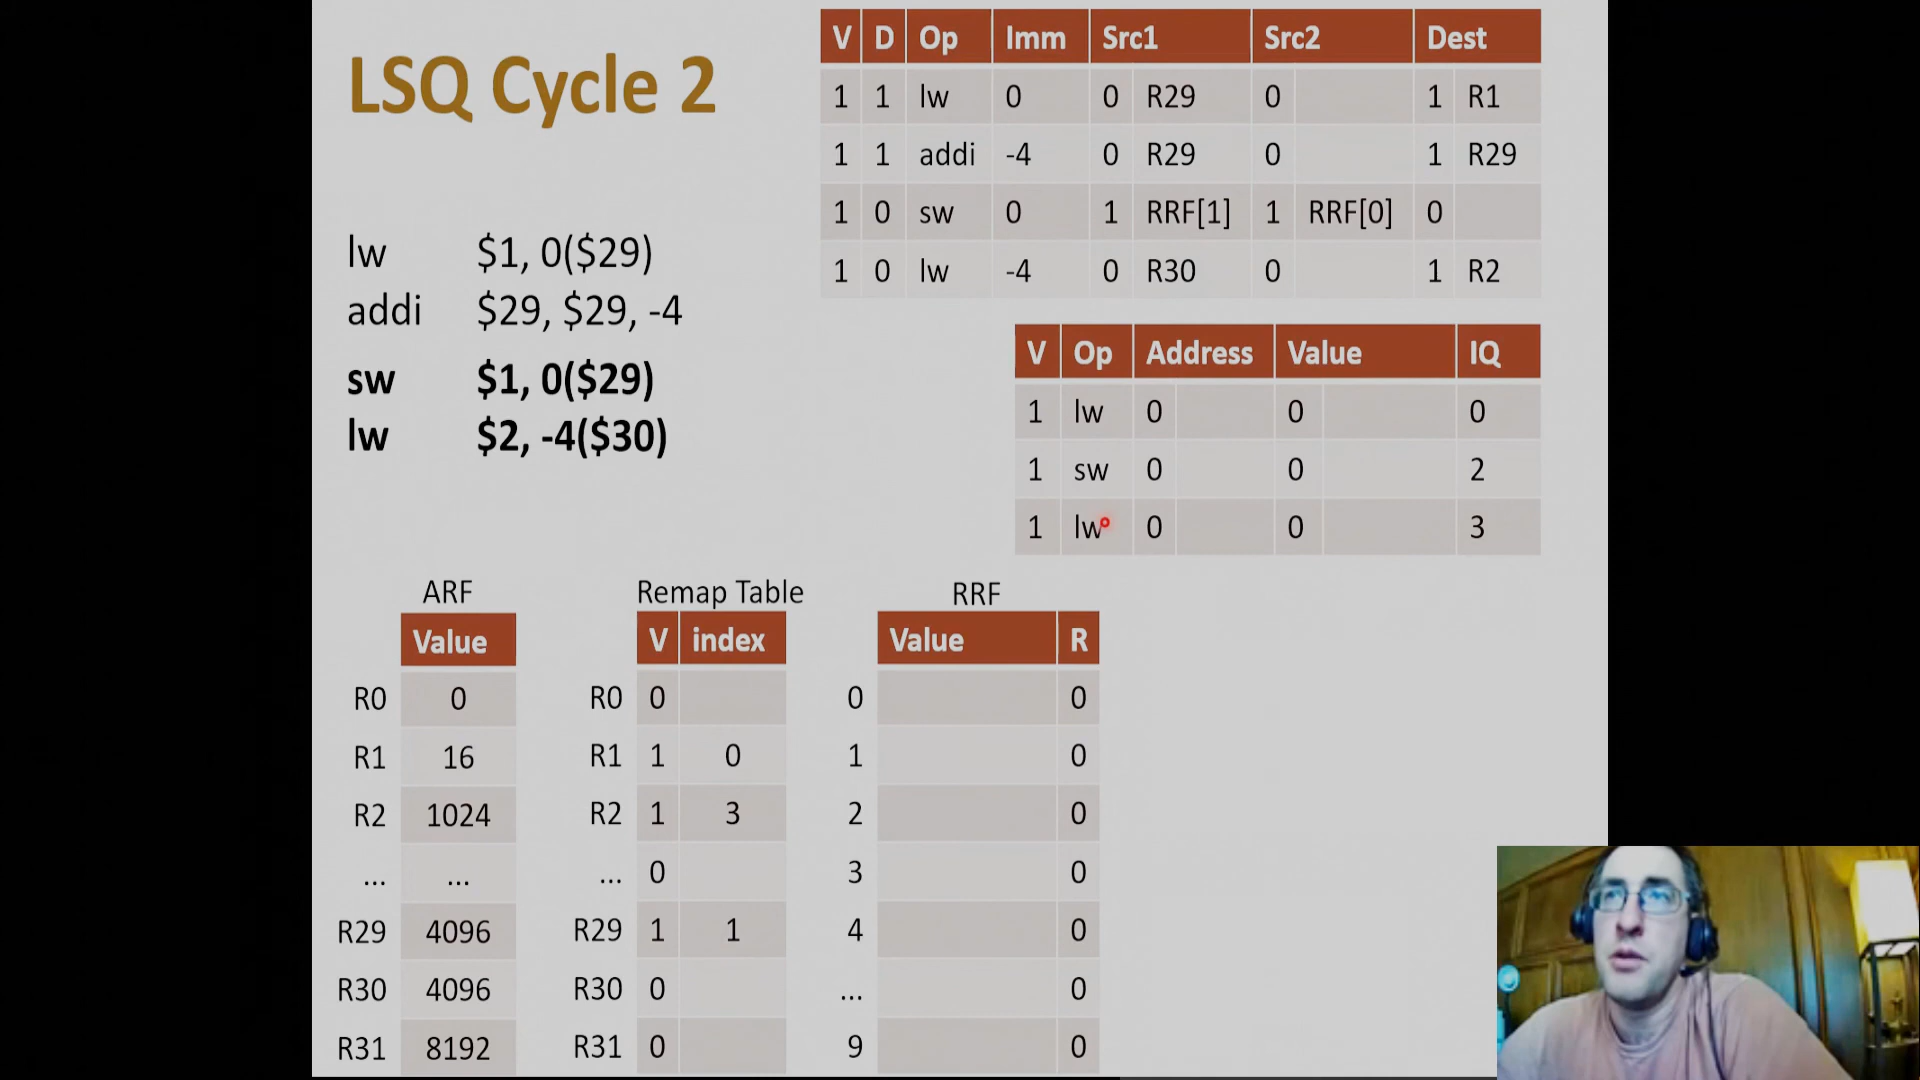 LSQ Cycle 2
lw $1, 0($29)
addi $29, $29, -4
sw $1, 0($29)
lw $2, -4($30)
V D Op Imm Src1 Src2 Dest
1 1 lw 0 0 R29 0 1 R1
1 1 addi -4 0 R29 0 1 R29
1 0 sw 0 1 RRF[1] 1 RRF[0] 0
1 0 lw -4 0 R30 0 1 R2
V Op Address Value IQ
1 lw 0 0 0
1 sw 0 0 2
1 lw 0 0 3
ARF
Value
R0 0
R1 16
R2 1024
... ...
R29 4096
R30 4096
R31 8192
Remap Table
V index
R0 0
R1 1 0
R2 1 3
... 0
R29 1 1
R30 0
R31 0
RRF
Value R
0 0
1 0
2 0
3 0
4 0
... 0
9 0